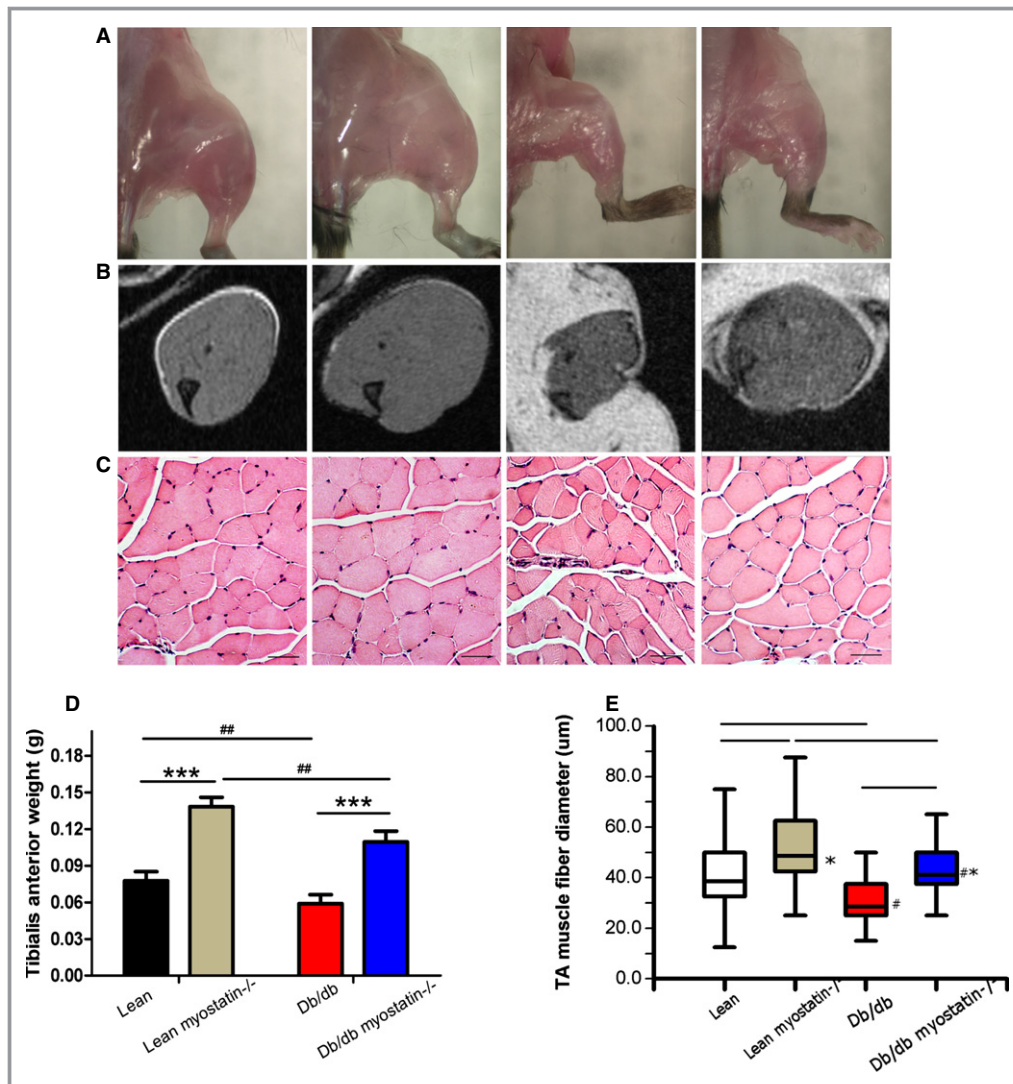 A
B
C
D
Tibialis anterior weight (g)
0.18
0.15
0.12
0.09
0.06
0.03
0.00
##
***
##
***
Lean
Lean myostatin-/-
Db/db
Db/db myostatin-/-
E
TA muscle fiber diameter (um)
100.0
80.0
60.0
40.0
20.0
0.0
*
#
#*
Lean
Lean myostatin-/-
Db/db
Db/db myostatin-/-